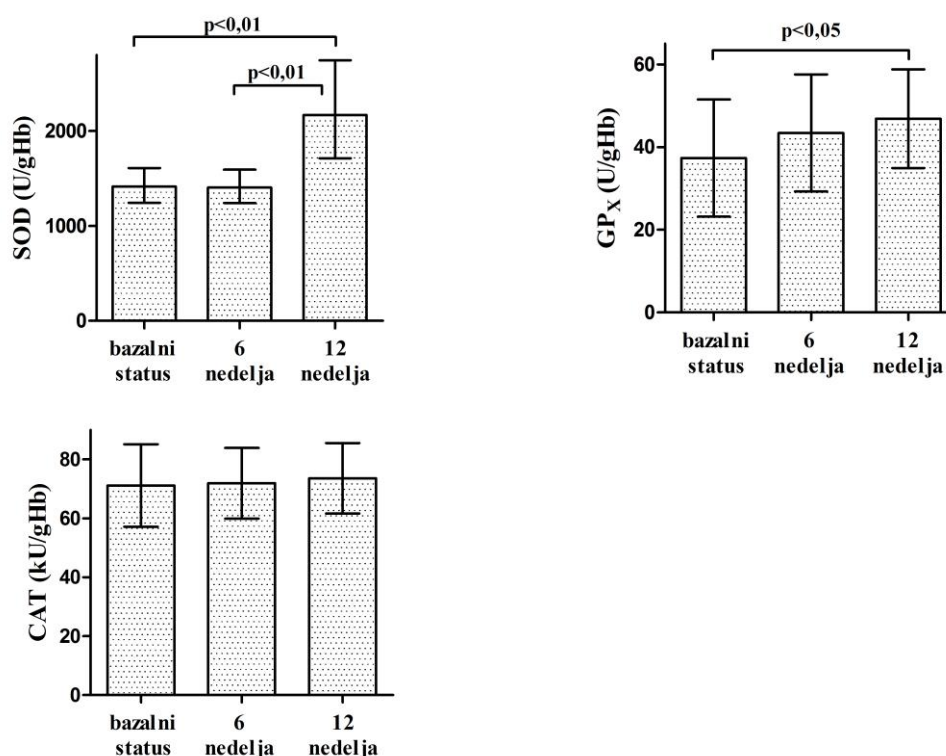 p<0,01
p<0,01
SOD (U/gHb)
2000
1000
0
bazalni
status
6
nedelja
12
nedelja
p<0,05
GPX (U/gHb)
60
40
20
0
bazalni
status
6
nedelja
12
nedelja
CAT (kU/gHb)
80
60
40
20
0
bazalni
status
6
nedelja
12
nedelja